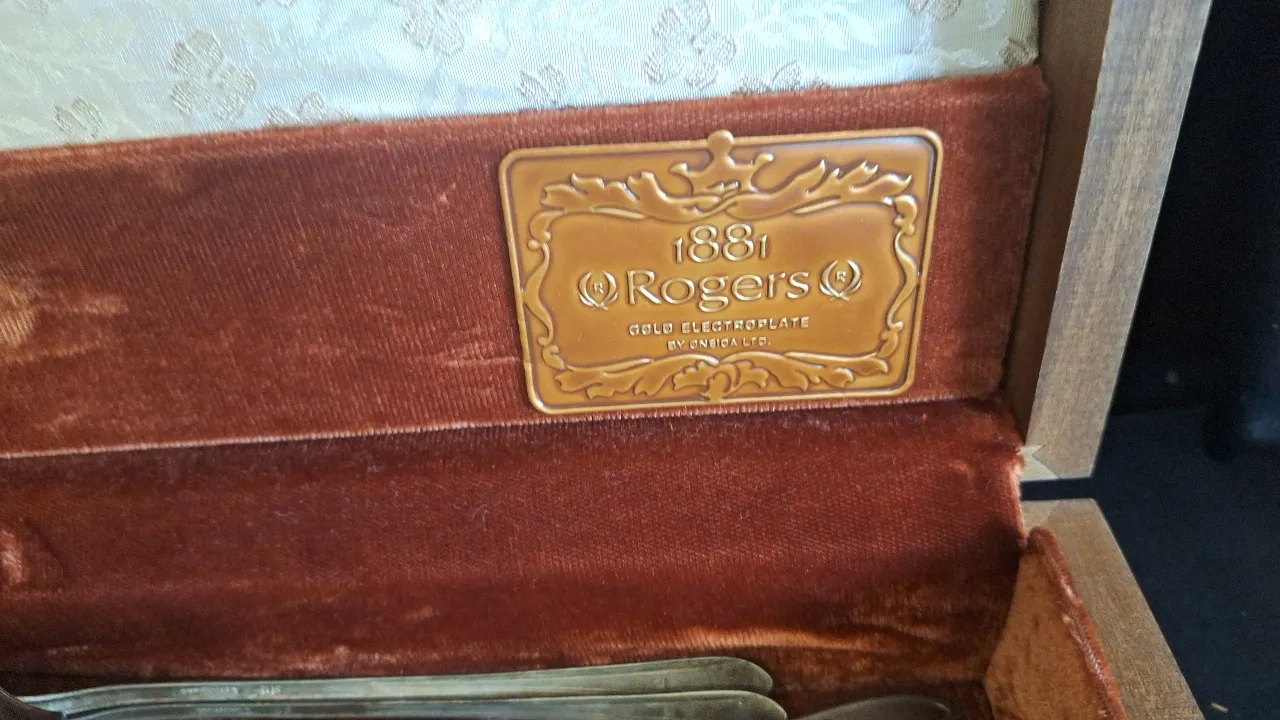 1881
R Rogers R
GOLD ELECTROPLATE
BY ONEIDA LTD.